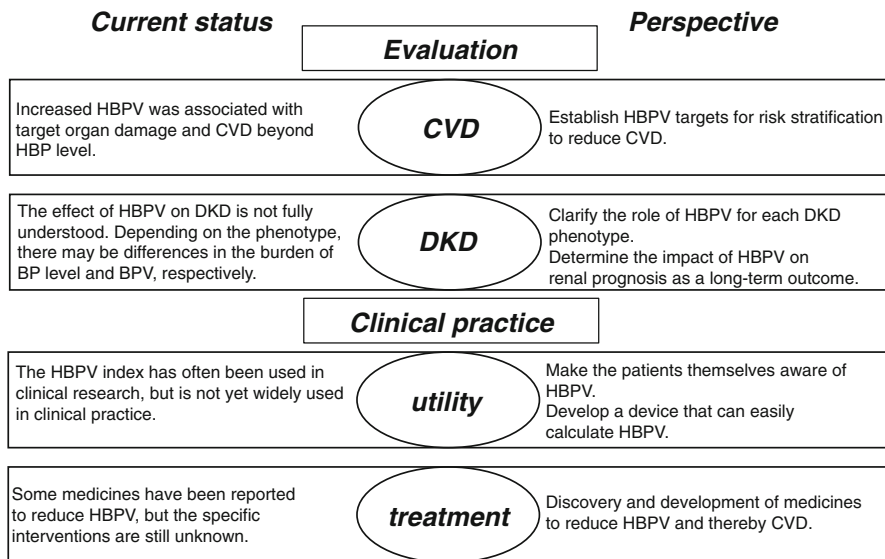 Current status
Perspective
Evaluation
Increased HBPV was associated with
target organ damage and CVD beyond
HBP level.
CVD
Establish HBPV targets for risk stratification
to reduce CVD.
The effect of HBPV on DKD is not fully
understood. Depending on the phenotype,
there may be differences in the burden of
BP level and BPV, respectively.
DKD
Clarify the role of HBPV for each DKD
phenotype.
Determine the impact of HBPV on
renal prognosis as a long-term outcome.
Clinical practice
The HBPV index has often been used in
clinical research, but is not yet widely used
in clinical practice.
utility
Make the patients themselves aware of
HBPV.
Develop a device that can easily
calculate HBPV.
Some medicines have been reported
to reduce HBPV, but the specific
interventions are still unknown.
treatment
Discovery and development of medicines
to reduce HBPV and thereby CVD.